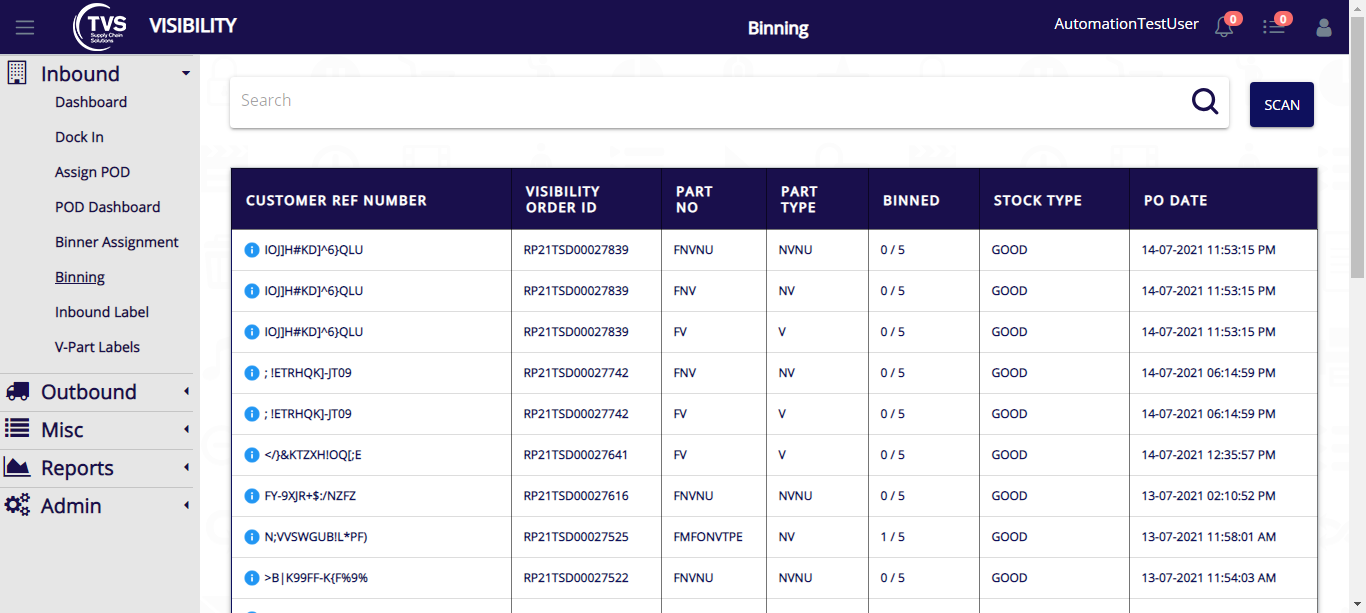 TVS
Supply Chain
Solutions
VISIBILITY
Binning
AutomationTestUser
0
0
Inbound
Dashboard
Dock In
Assign POD
POD Dashboard
Binner Assignment
Binning
Inbound Label
V-Part Labels
Outbound
Misc
Reports
Admin
Search
SCAN
CUSTOMER REF NUMBER VISIBILITY ORDER ID PART NO PART TYPE BINNED STOCK TYPE PO DATE
IOJ]H#KD]^6}QLU RP21TSD00027839 FNVNU NVNU 0 / 5 GOOD 14-07-2021 11:53:15 PM
IOJ]H#KD]^6}QLU RP21TSD00027839 FNV NV 0 / 5 GOOD 14-07-2021 11:53:15 PM
IOJ]H#KD]^6}QLU RP21TSD00027839 FV V 0 / 5 GOOD 14-07-2021 11:53:15 PM
; !ETRHQK]-JT09 RP21TSD00027742 FNV NV 0 / 5 GOOD 14-07-2021 06:14:59 PM
; !ETRHQK]-JT09 RP21TSD00027742 FV V 0 / 5 GOOD 14-07-2021 06:14:59 PM
</}&KTZXH!OQ[;E RP21TSD00027641 FV V 0 / 5 GOOD 14-07-2021 12:35:57 PM
FY-9XJR+$:/NZFZ RP21TSD00027616 FNVNU NVNU 0 / 5 GOOD 13-07-2021 02:10:52 PM
N;VVSWGUB!L*PF) RP21TSD00027525 FMFONVTPE NV 1 / 5 GOOD 13-07-2021 11:58:01 AM
>B|K99FF-K{F%9% RP21TSD00027522 FNVNU NVNU 0 / 5 GOOD 13-07-2021 11:54:03 AM